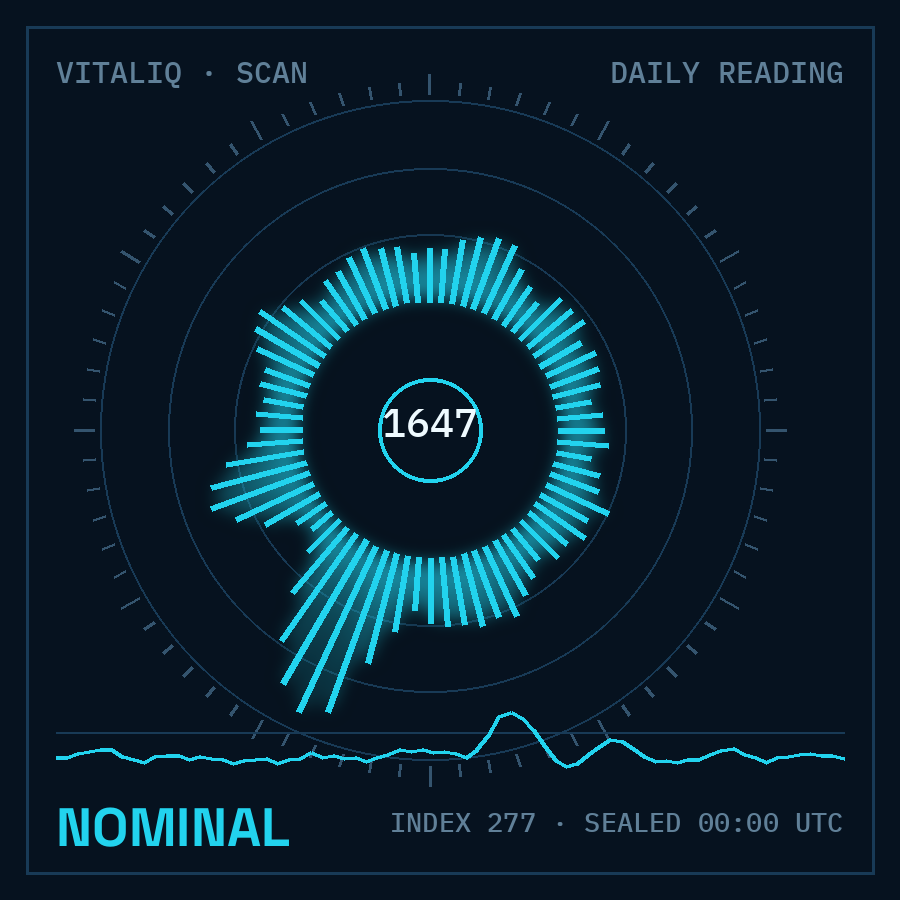 VITALIQ · SCAN
DAILY READING
1647
NOMINAL
INDEX 277 · SEALED 00:00 UTC